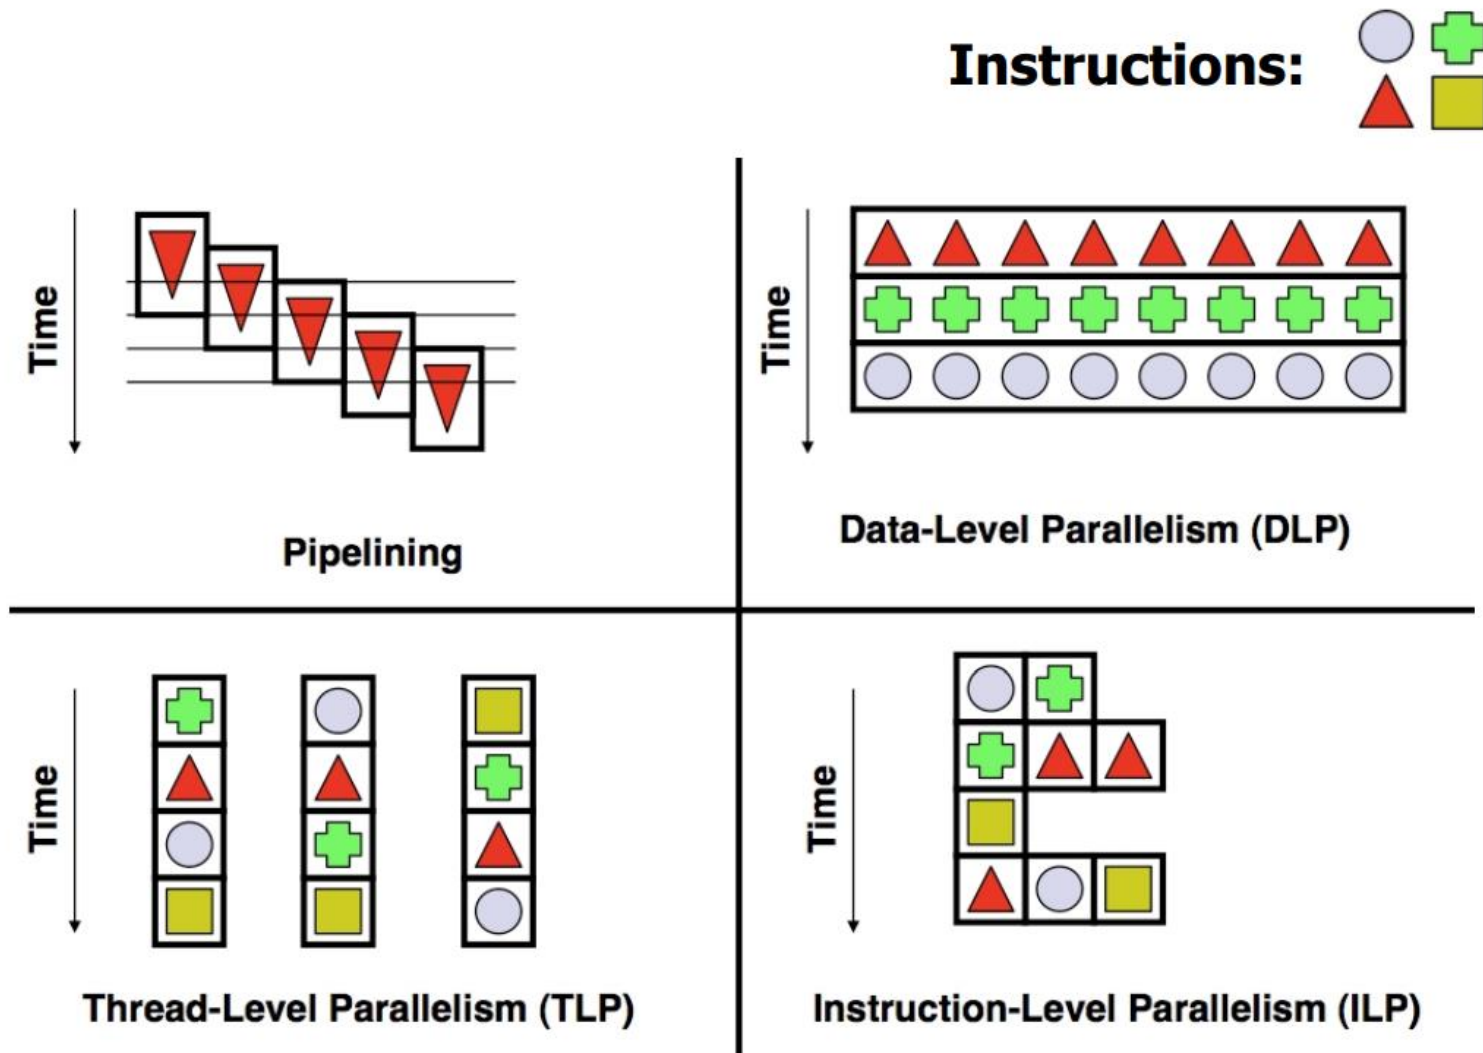 Instructions:
Time
Pipelining
Time
Data-Level Parallelism (DLP)
Time
Thread-Level Parallelism (TLP)
Time
Instruction-Level Parallelism (ILP)